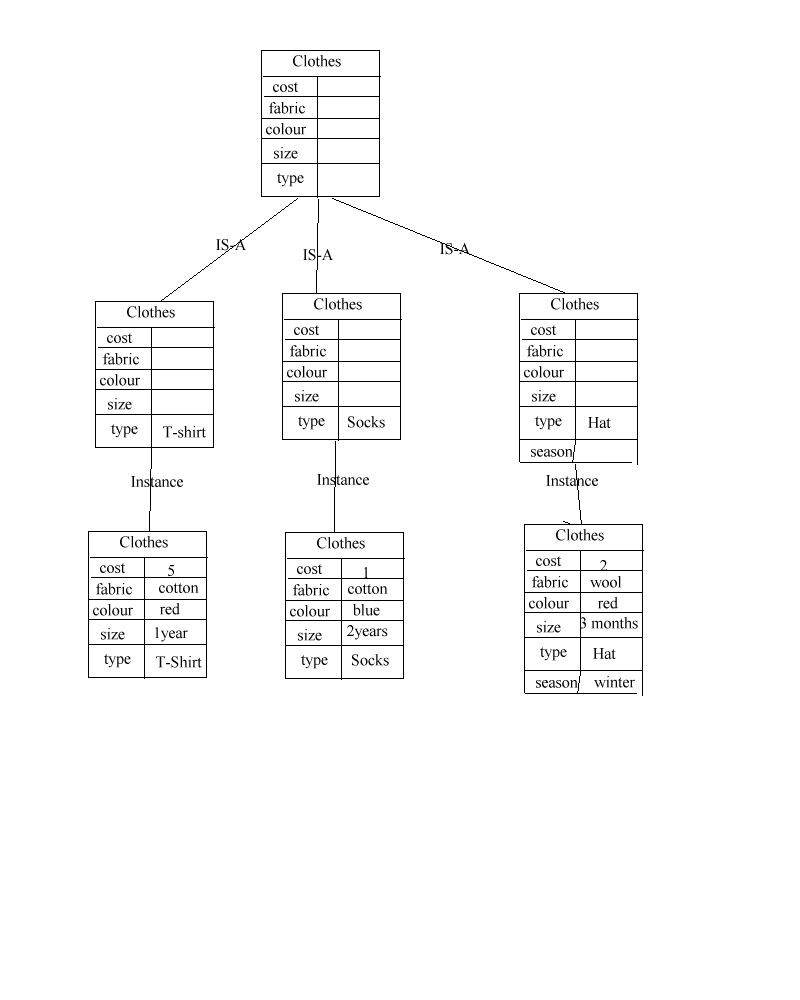 Clothes
cost
fabric
colour
size
type
IS-A
IS-A
IS-A
Clothes
cost
fabric
colour
size
type T-shirt
Clothes
cost
fabric
colour
size
type Socks
Clothes
cost
fabric
colour
size
type Hat
season
Instance
Instance
Instance
Clothes
cost 5
fabric cotton
colour red
size 1year
type T-Shirt
Clothes
cost 1
fabric cotton
colour blue
size 2years
type Socks
Clothes
cost 2
fabric wool
colour red
size 3 months
type Hat
season winter